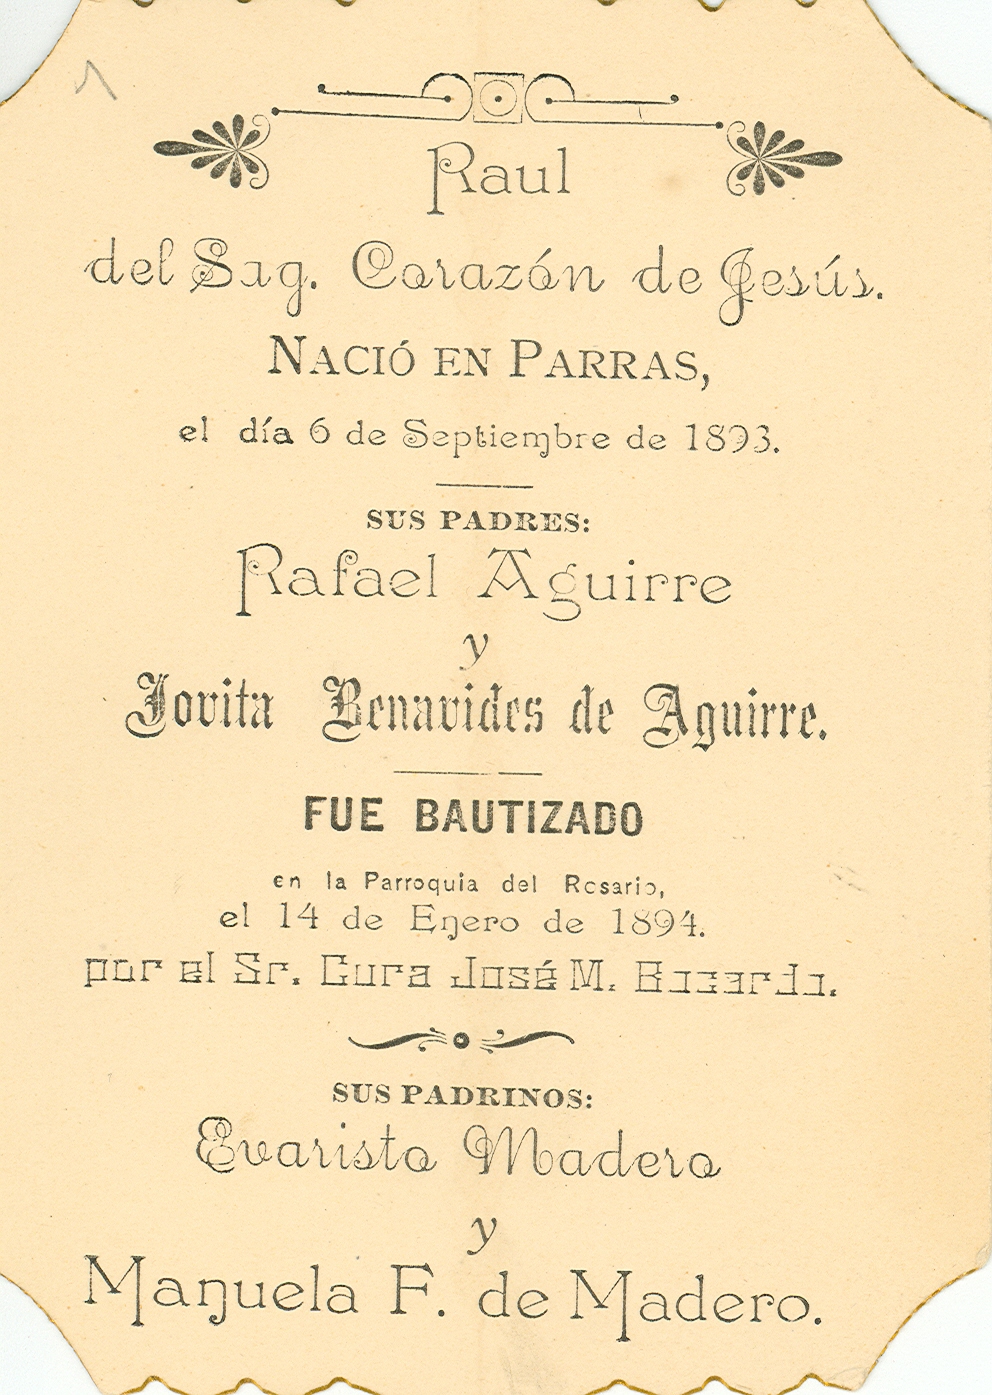 Raul
del Sag. Corazón de Jesús.
NACIÓ EN PARRAS,
el día 6 de Septiembre de 1893.
SUS PADRES:
Rafael Aguirre
y
Jovita Benavides de Aguirre.
FUE BAUTIZADO
en la Parroquia del Rosario,
el 14 de Enero de 1894.
por el Sr. Cura José M.
SUS PADRINOS:
Evaristo Madero
y
Manuela F. de Madero.